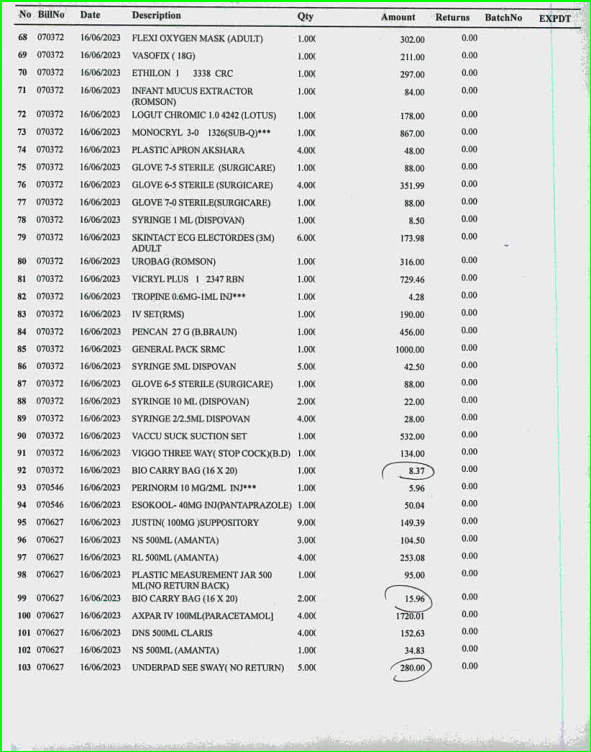 No BillNo Date Description Qty Amount Returns BatchNo EXPDT
68 070372 16/06/2023 FLEXI OXYGEN MASK (ADULT) 1.00( 302.00 0.00
69 070372 16/06/2023 VASOFIX ( 18G) 1.00( 211.00 0.00
70 070372 16/06/2023 ETHILON 1 3338 CRC 1.00( 297.00 0.00
71 070372 16/06/2023 INFANT MUCUS EXTRACTOR 1.00( 84.00 0.00
(ROMSON)
72 070372 16/06/2023 LOGUT CHROMIC 1.0 4242 (LOTUS) 1.00( 178.00 0.00
73 070372 16/06/2023 MONOCRYL 3-0 1326(SUB-Q)*** 1.00( 867.00 0.00
74 070372 16/06/2023 PLASTIC APRON AKSHARA 4.00( 48.00 0.00
75 070372 16/06/2023 GLOVE 7-5 STERILE (SURGICARE) 1.00( 88.00 0.00
76 070372 16/06/2023 GLOVE 6-5 STERILE (SURGICARE) 4.00( 351.99 0.00
77 070372 16/06/2023 GLOVE 7-0 STERILE(SURGICARE) 1.00( 88.00 0.00
78 070372 16/06/2023 SYRINGE 1 ML (DISPOVAN) 1.00( 8.50 0.00
79 070372 16/06/2023 SKINTACT ECG ELECTORDES (3M) 6.00( 173.98 0.00
ADULT
80 070372 16/06/2023 UROBAG (ROMSON) 1.00( 316.00 0.00
81 070372 16/06/2023 VICRYL PLUS 1 2347 RBN 1.00( 729.46 0.00
82 070372 16/06/2023 TROPINE 0.6MG-1ML INJ*** 1.00( 4.28 0.00
83 070372 16/06/2023 IV SET(RMS) 1.00( 190.00 0.00
84 070372 16/06/2023 PENCAN 27 G (B.BRAUN) 1.00( 456.00 0.00
85 070372 16/06/2023 GENERAL PACK SRMC 1.00( 1000.00 0.00
86 070372 16/06/2023 SYRINGE 5ML DISPOVAN 5.00( 42.50 0.00
87 070372 16/06/2023 GLOVE 6-5 STERILE (SURGICARE) 1.00( 88.00 0.00
88 070372 16/06/2023 SYRINGE 10 ML (DISPOVAN) 2.00( 22.00 0.00
89 070372 16/06/2023 SYRINGE 2/2.5ML DISPOVAN 4.00( 28.00 0.00
90 070372 16/06/2023 VACCU SUCK SUCTION SET 1.00( 532.00 0.00
91 070372 16/06/2023 VIGGO THREE WAY( STOP COCK)(B.D) 1.00( 134.00 0.00
92 070372 16/06/2023 BIO CARRY BAG (16 X 20) 1.00( 8.37 0.00
93 070546 16/06/2023 PERINORM 10 MG/2ML INJ*** 1.00( 5.96 0.00
94 070546 16/06/2023 ESOKOOL- 40MG INJ(PANTAPRAZOLE) 1.00( 50.04 0.00
95 070627 16/06/2023 JUSTIN( 100MG )SUPPOSITORY 9.00( 149.39 0.00
96 070627 16/06/2023 NS 500ML (AMANTA) 3.00( 104.50 0.00
97 070627 16/06/2023 RL 500ML (AMANTA) 4.00( 253.08 0.00
98 070627 16/06/2023 PLASTIC MEASUREMENT JAR 500 1.00( 95.00 0.00
ML(NO RETURN BACK)
99 070627 16/06/2023 BIO CARRY BAG (16 X 20) 2.00( 15.96 0.00
100 070627 16/06/2023 AXPAR IV 100ML(PARACETAMOL] 4.00( 1720.01 0.00
101 070627 16/06/2023 DNS 500ML CLARIS 4.00( 152.63 0.00
102 070627 16/06/2023 NS 500ML (AMANTA) 1.00( 34.83 0.00
103 070627 16/06/2023 UNDERPAD SEE SWAY( NO RETURN) 5.00( 280.00 0.00